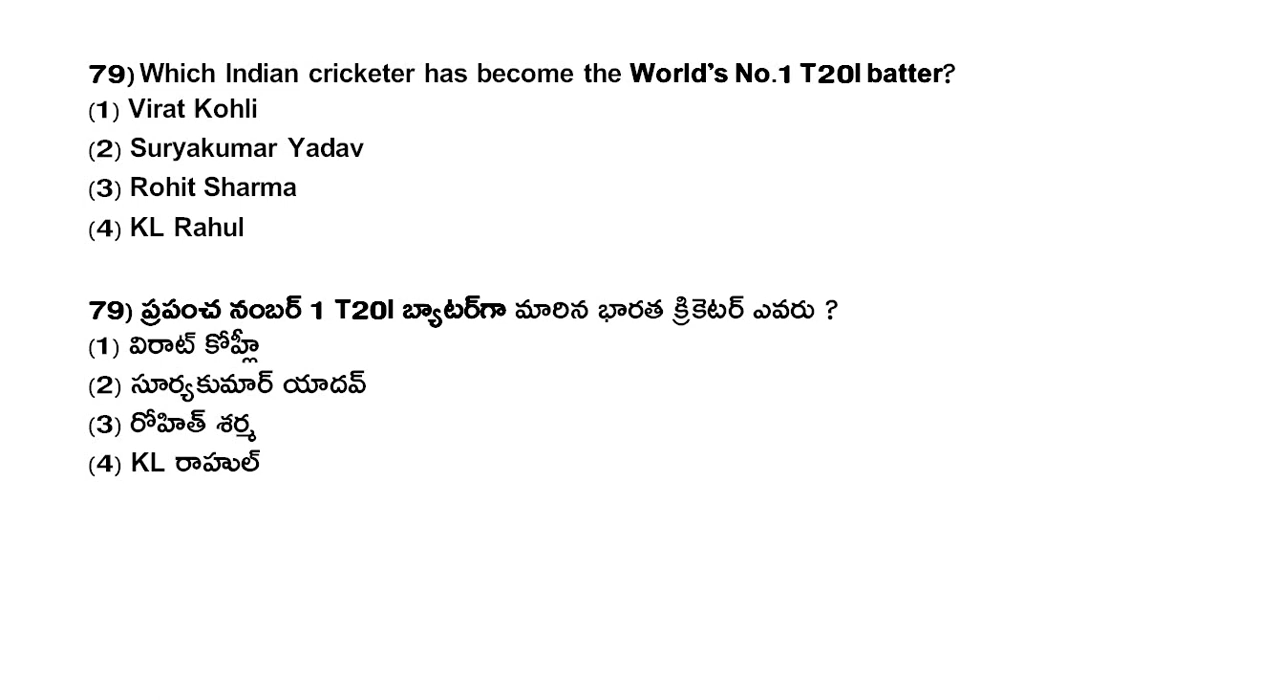 79) Which Indian cricketer has become the World's No.1 T20I batter?
(1) Virat Kohli
(2) Suryakumar Yadav
(3) Rohit Sharma
(4) KL Rahul
79) ప్రపంచ నంబర్ 1 T20I బ్యాటర్‌గా మారిన భారత క్రికెటర్ ఎవరు ?
(1) విరాట్ కోహ్లీ
(2) సూర్యకుమార్ యాదవ్
(3) రోహిత్ శర్మ
(4) KL రాహుల్